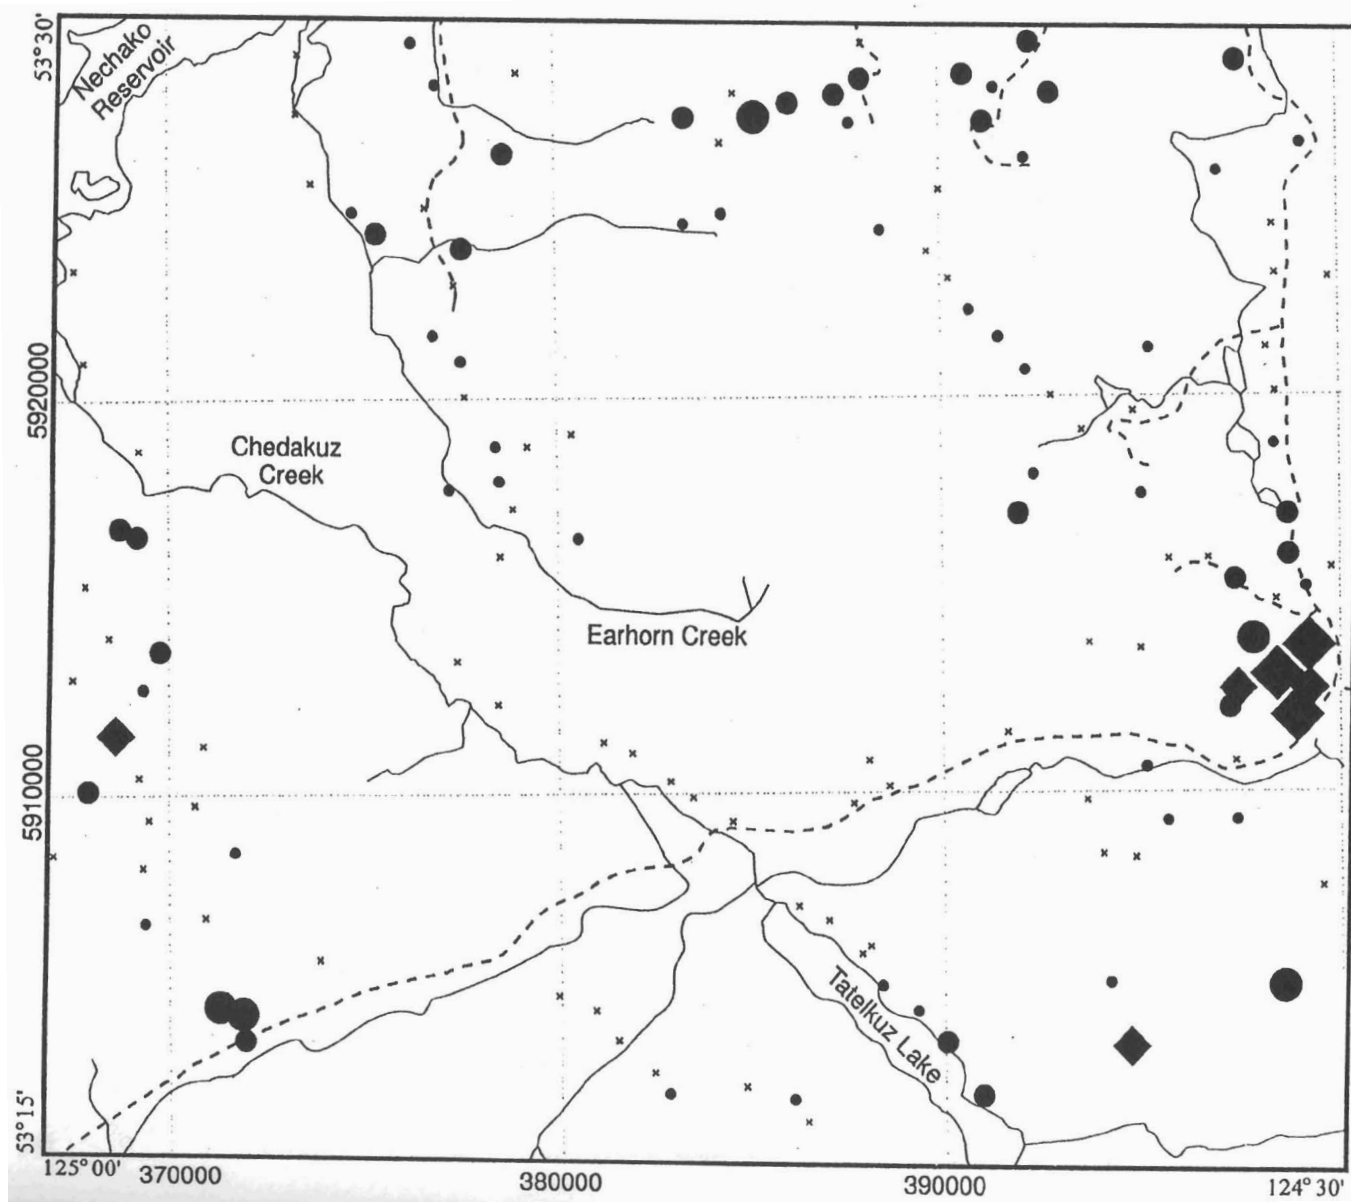 53° 30'
Nechako
Reservoir
5920000
Chedakuz
Creek
Earhorn Creek
5910000
Tatelkuz Lake
53° 15'
125° 00'
370000
380000
390000
124° 30'